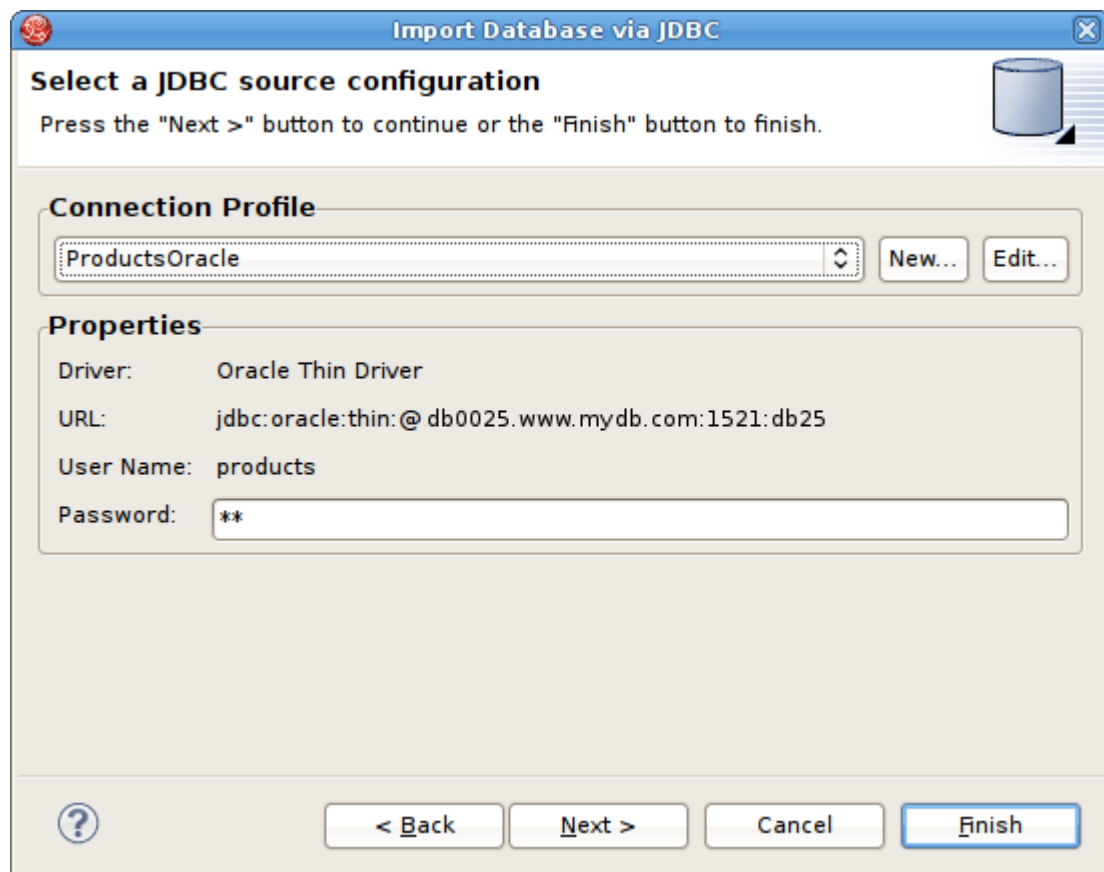 Import Database via JDBC
Select a JDBC source configuration
Press the "Next >" button to continue or the "Finish" button to finish.
Connection Profile
ProductsOracle New... Edit...
Properties
Driver: Oracle Thin Driver
URL: jdbc:oracle:thin:@ db0025.www.mydb.com:1521:db25
User Name: products
Password: **
? < Back Next > Cancel Finish